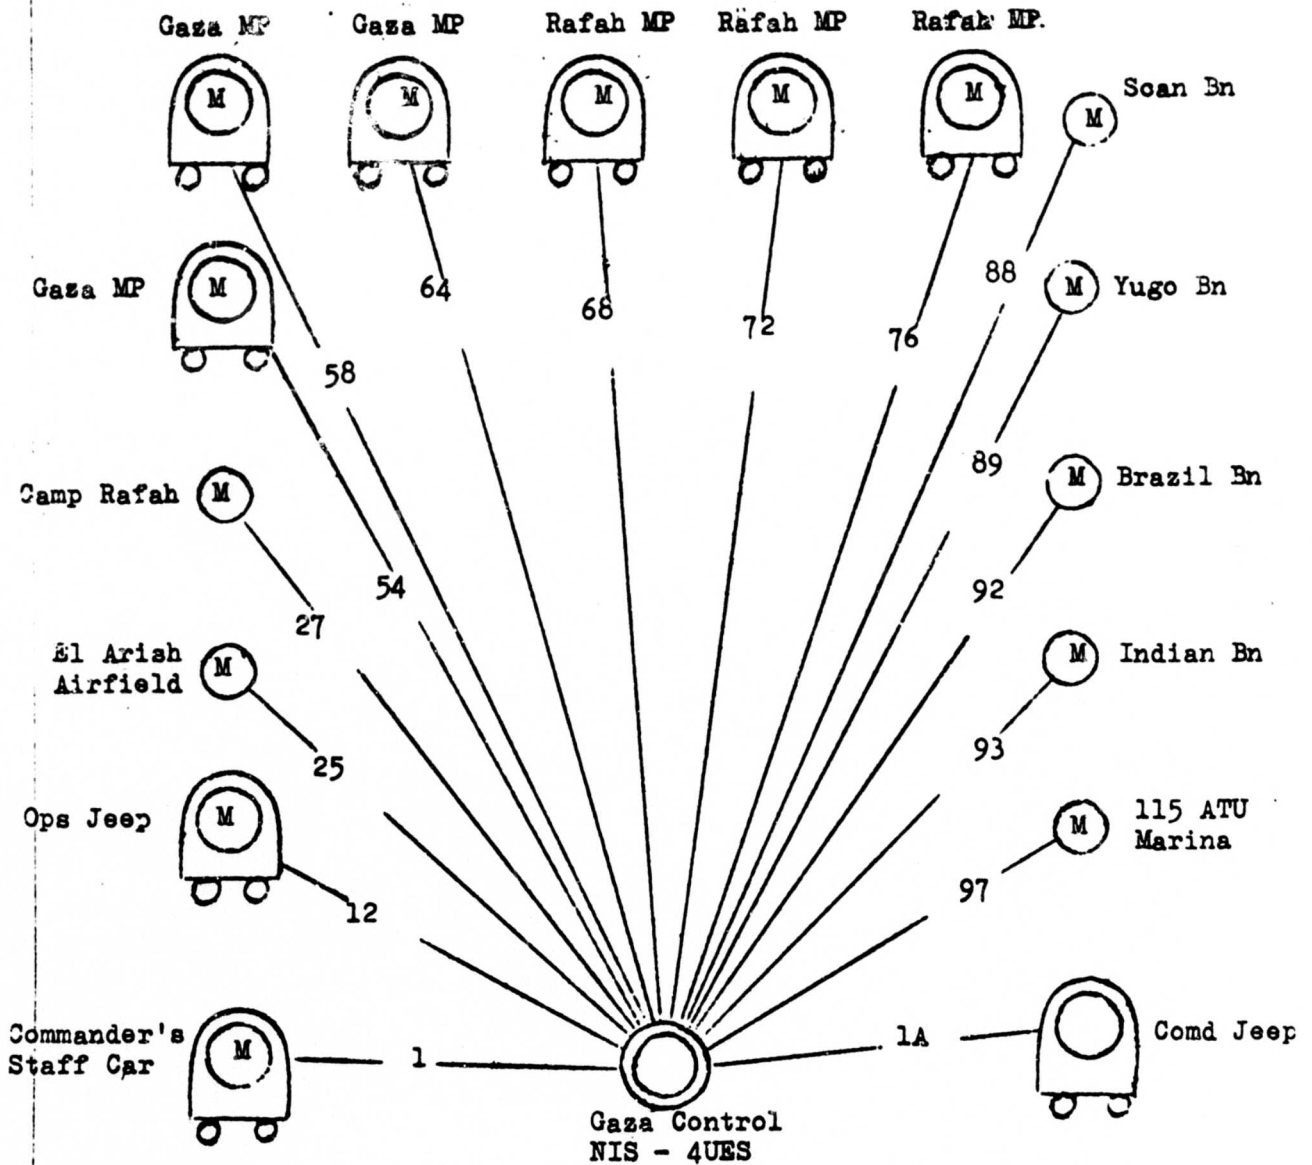 Gaza MP Gaza MP Rafah MP Rafah MP Rafah MP.
M M M M M
M Scan Bn
88
Gaza MP M
64 68 72 76
M Yugo Bn
58
89
Camp Rafah M
M Brazil Bn
54
92
27
El Arish
Airfield
M
M Indian Bn
25
93
Ops Jeep M
M 115 ATU
Marina
12
97
Commander's
Staff Car
M
1
1A
Comd Jeep
Gaza Control
NIS - 4UES